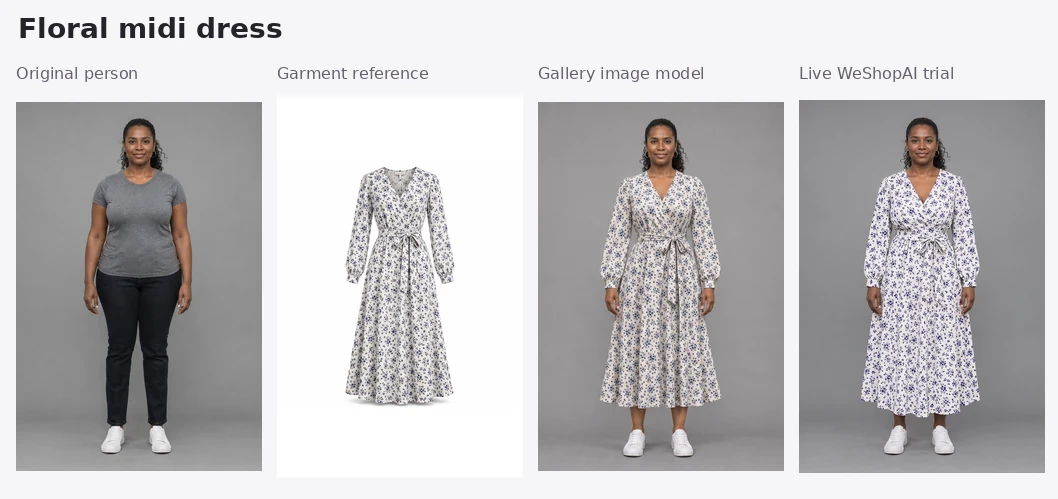 Floral midi dress
Original person
Garment reference
Gallery image model
Live WeShopAI trial